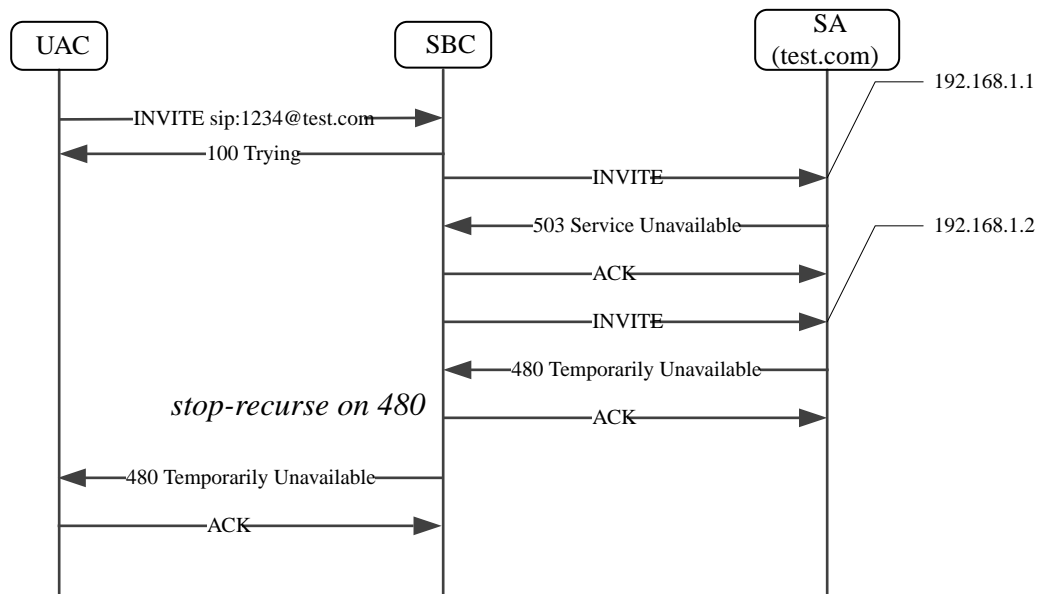 UAC
SBC
SA
(test.com)
192.168.1.1
INVITE sip:1234@test.com
100 Trying
INVITE
503 Service Unavailable
192.168.1.2
ACK
INVITE
480 Temporarily Unavailable
stop-recurse on 480
ACK
480 Temporarily Unavailable
ACK